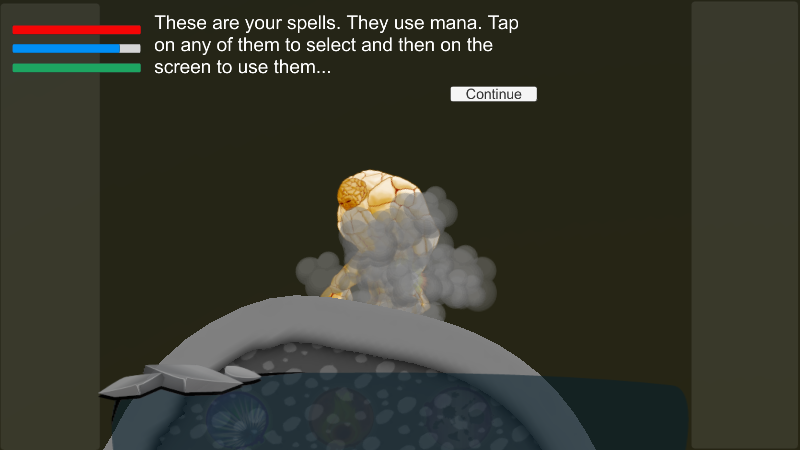 These are your spells. They use mana. Tap
on any of them to select and then on the
screen to use them...
Continue